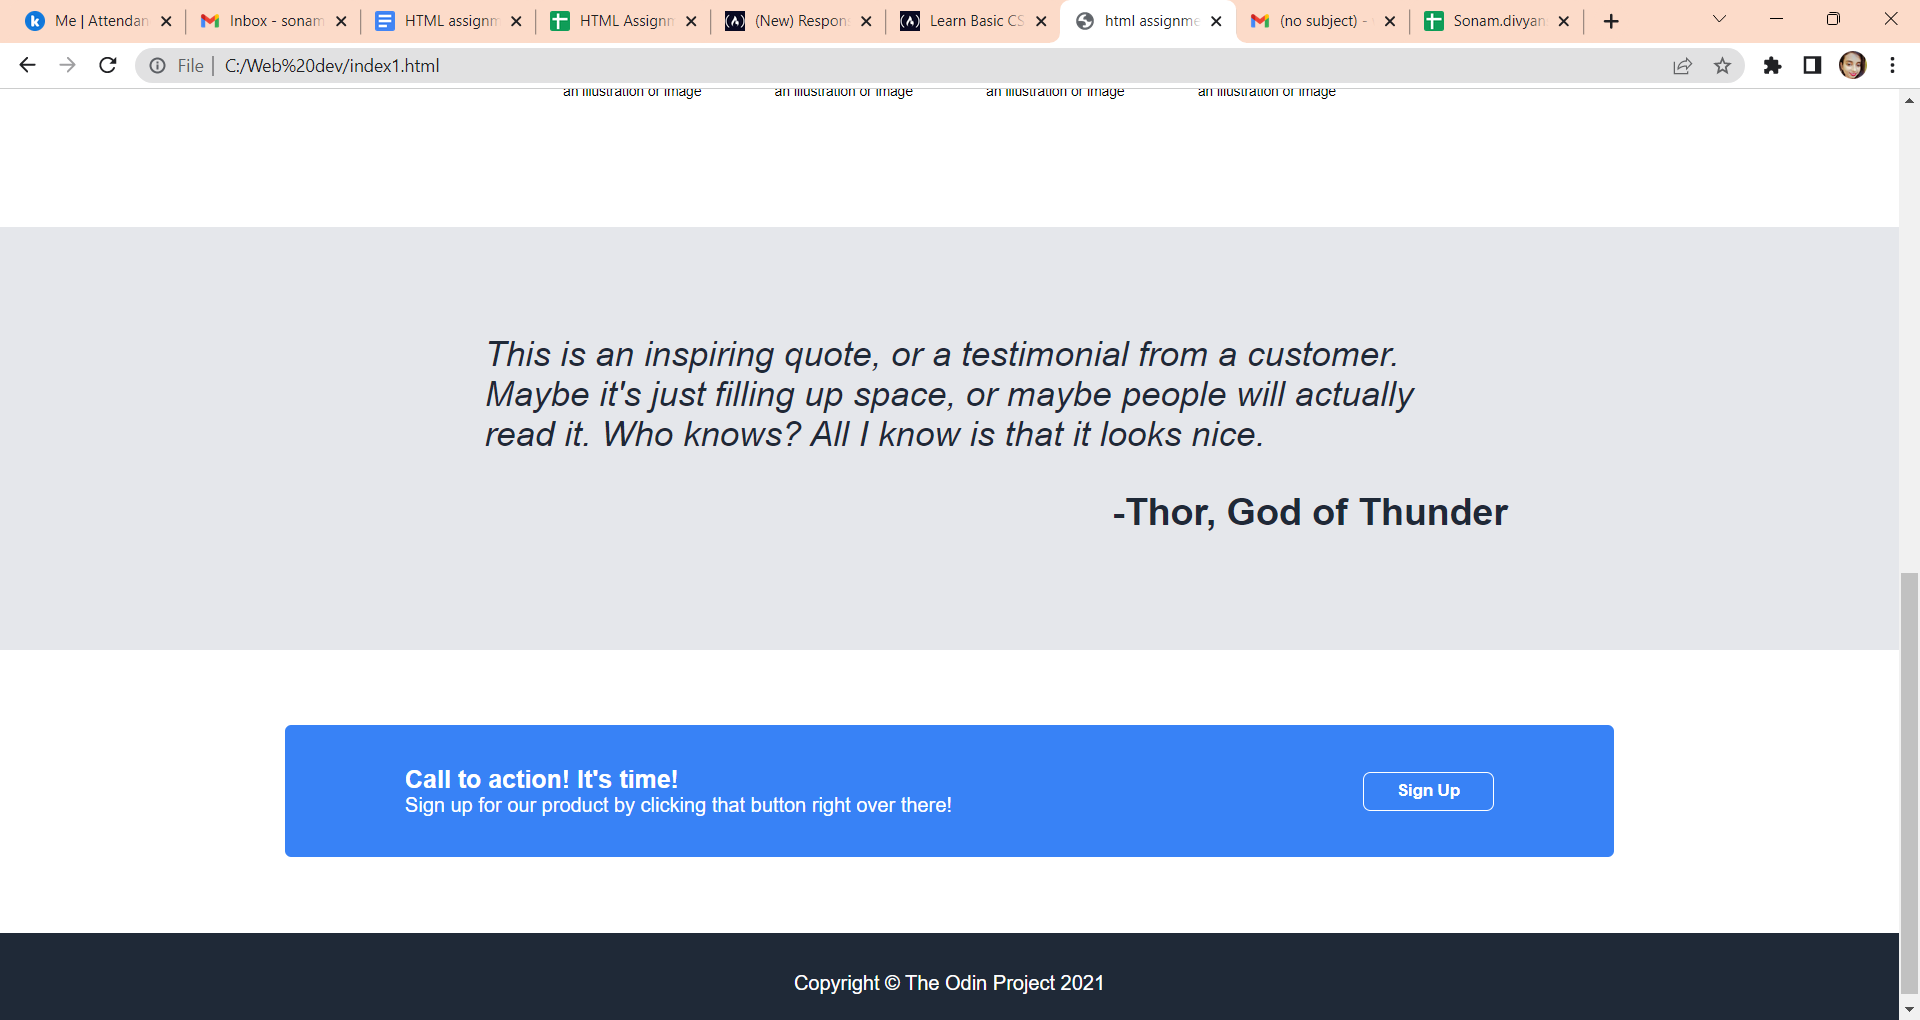 Me | Attendan
Inbox - sonam
HTML assignm
HTML Assignm
(New) Respon
Learn Basic CS
html assignme
(no subject) -
Sonam.divyan
File | C:/Web%20dev/index1.html
an illustration or image an illustration or image an illustration or image an illustration or image
This is an inspiring quote, or a testimonial from a customer.
Maybe it's just filling up space, or maybe people will actually
read it. Who knows? All I know is that it looks nice.
-Thor, God of Thunder
Call to action! It's time!
Sign up for our product by clicking that button right over there!
Sign Up
Copyright © The Odin Project 2021